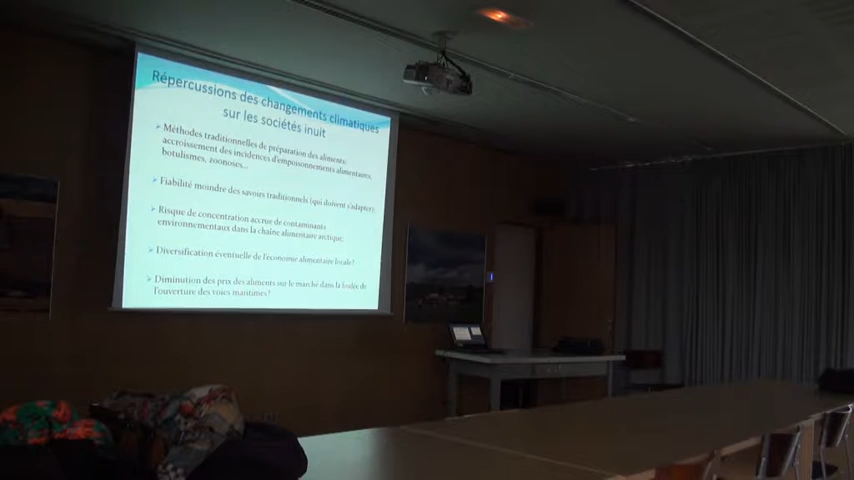 Répercussions des changements climatiques
sur les sociétés inuit
Méthodes traditionnelles de préparation des aliments:
accroissement des incidences d'empoisonnements alimentaires,
botulismes, zoonoses...
Fiabilité moindre des savoirs traditionnels (qui doivent s'adapter);
Risque de concentration accrue de contaminants
environnementaux dans la chaîne alimentaire arctique;
Diversification éventuelle de l'économie alimentaire locale?
Diminution des prix des aliments sur le marché dans la foulée de
l'ouverture des voies maritimes?